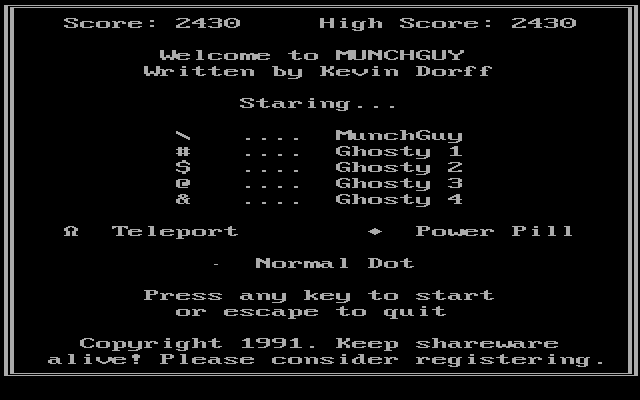 Score: 2430 High Score: 2430
Welcome to MUNCHGUY
Written by Kevin Dorff
Staring...
\ .... MunchGuy
# .... Ghosty 1
$ .... Ghosty 2
@ .... Ghosty 3
& .... Ghosty 4
Ω Teleport ♦ Power Pill
· Normal Dot
Press any key to start
or escape to quit
Copyright 1991. Keep shareware
alive! Please consider registering.